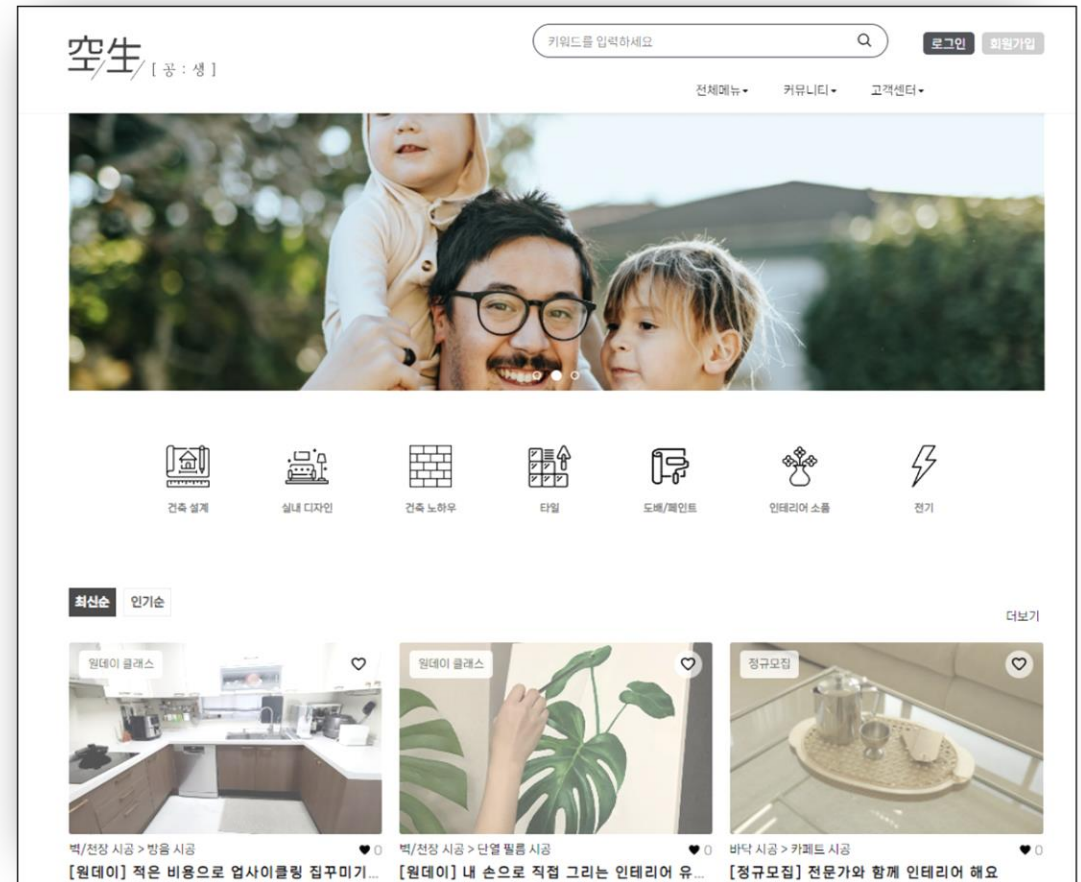 空/生/ [ 공 : 생 ]
키워드를 입력하세요
로그인 회원가입
전체메뉴 커뮤니티 고객센터
건축 설계 실내 디자인 건축 노하우 타일 도배/페인트 인테리어 소품 전기
최신순 인기순
더보기
원데이 클래스 원데이 클래스 정규모집
벽/천장 시공 > 방음 시공 0 벽/천장 시공 > 단열 필름 시공 0 바닥 시공 > 카페트 시공 0
[원데이] 적은 비용으로 업사이클링 집꾸미기... [원데이] 내 손으로 직접 그리는 인테리어 유... [정규모집] 전문가와 함께 인테리어 해요